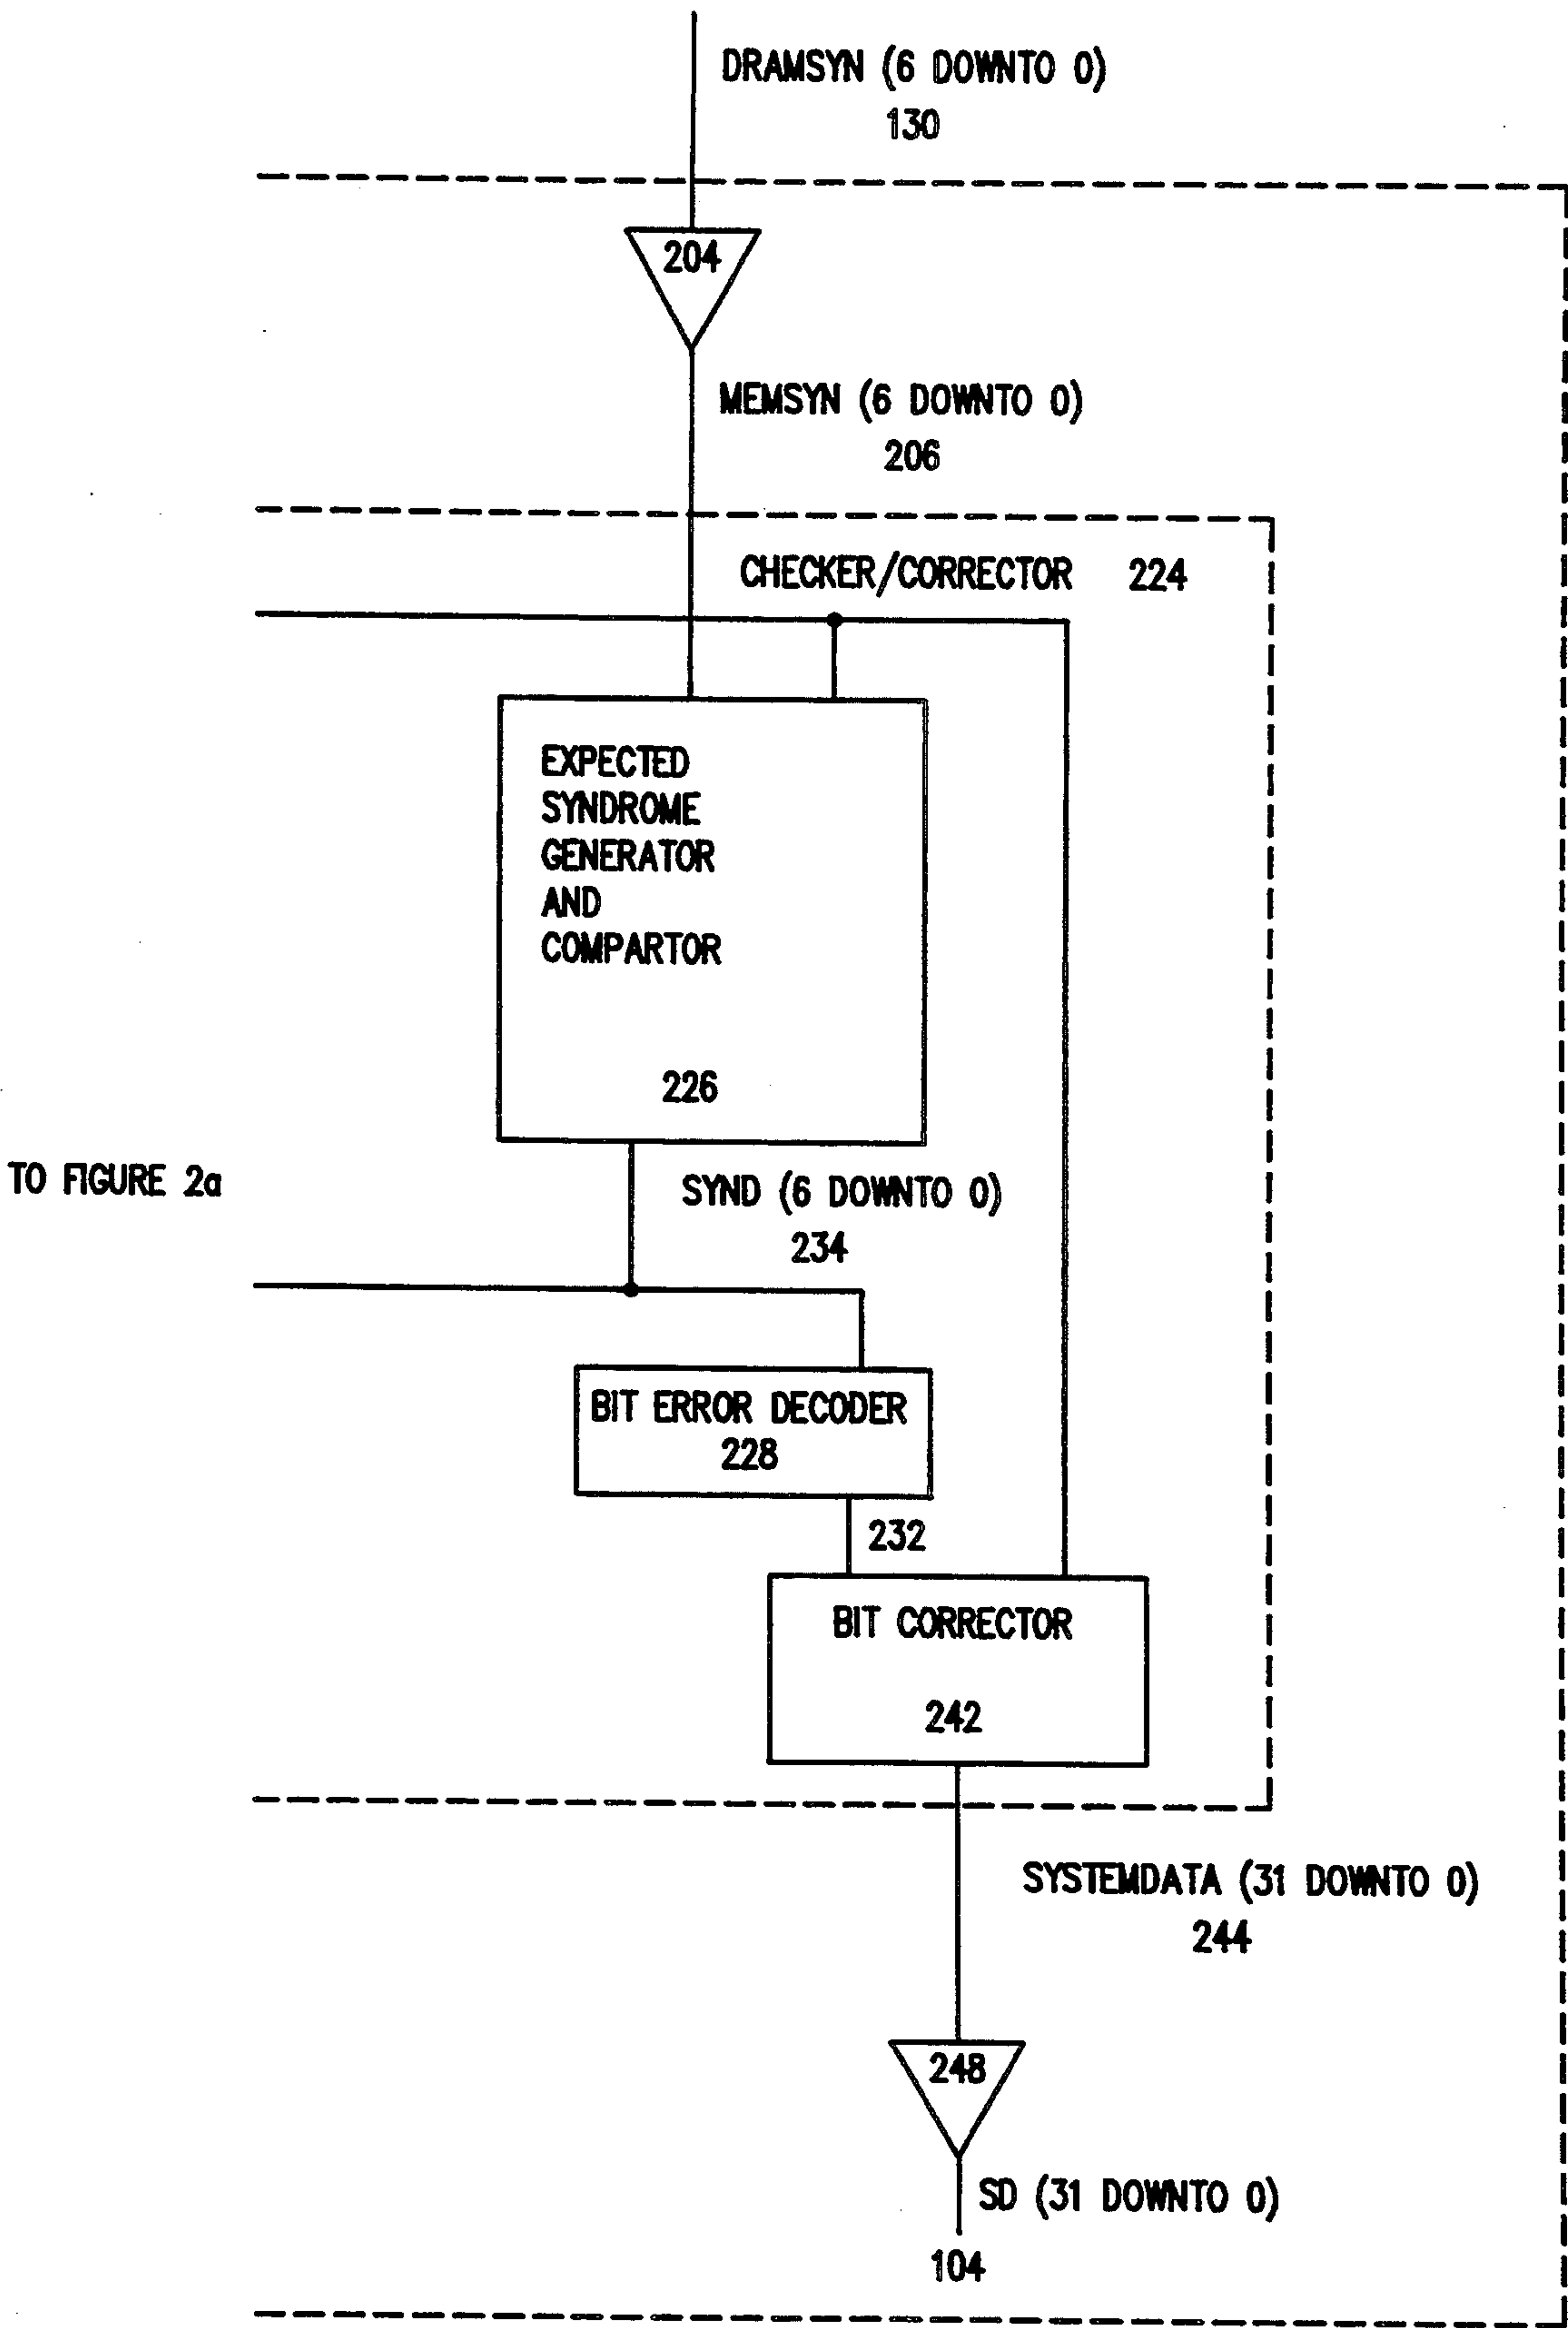 DRAMSYN (6 DOWNTO 0)
130
204
MEMSYN (6 DOWNTO 0)
206
CHECKER/CORRECTOR 224
EXPECTED
SYNDROME
GENERATOR
AND
COMPARTOR
226
TO FIGURE 2a
SYND (6 DOWNTO 0)
234
BIT ERROR DECODER
228
232
BIT CORRECTOR
242
SYSTEMDATA (31 DOWNTO 0)
244
248
SD (31 DOWNTO 0)
104